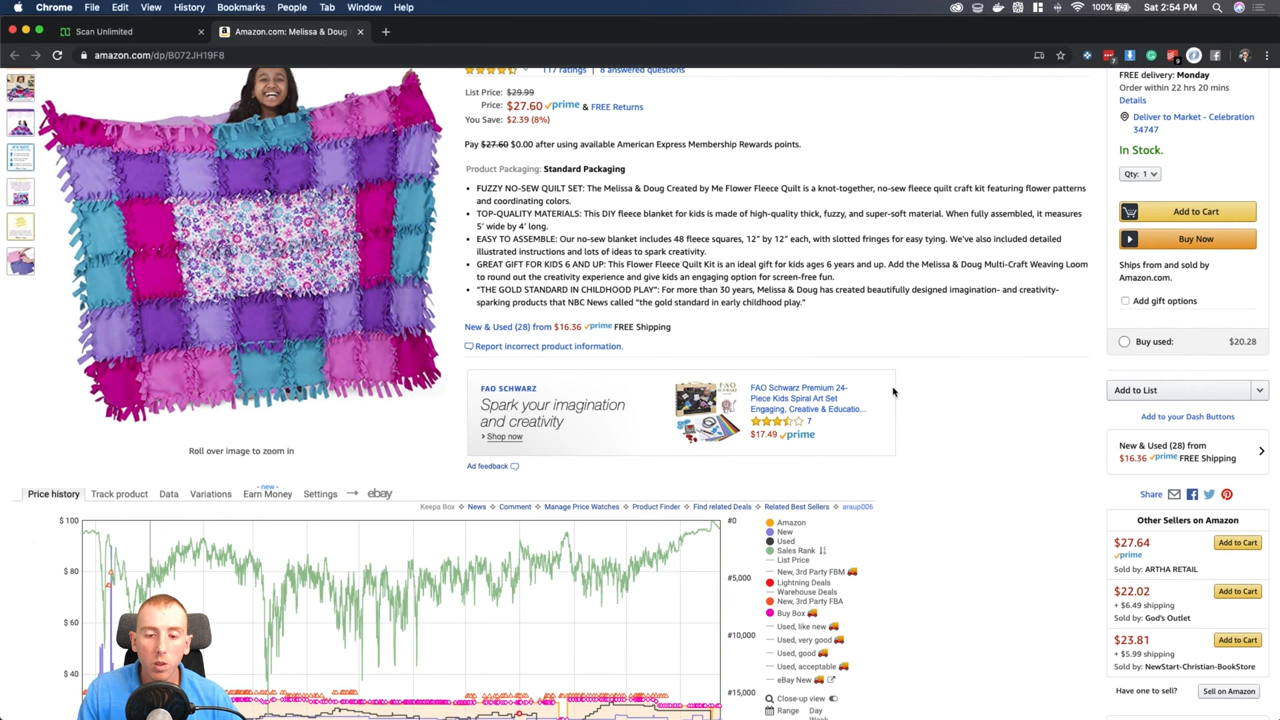 Chrome File Edit View History Bookmarks People Tab Window Help 100% Sat 2:54 PM
Scan Unlimited
Amazon.com: Melissa & Doug
amazon.com/dp/B072JH19F8
117 ratings | 8 answered questions
List Price: $29.99
Price: $27.60 prime & FREE Returns
You Save: $2.39 (8%)
Pay $27.60 $0.00 after using available American Express Membership Rewards points.
Product Packaging: Standard Packaging
• FUZZY NO-SEW QUILT SET: The Melissa & Doug Created by Me Flower Fleece Quilt is a knot-together, no-sew fleece quilt craft kit featuring flower patterns
and coordinating colors.
• TOP-QUALITY MATERIALS: This DIY fleece blanket for kids is made of high-quality thick, fuzzy, and super-soft material. When fully assembled, it measures
5' wide by 4' long.
• EASY TO ASSEMBLE: Our no-sew blanket includes 48 fleece squares, 12" by 12" each, with slotted fringes for easy tying. We've also included detailed
illustrated instructions and lots of ideas to spark creativity.
• GREAT GIFT FOR KIDS 6 AND UP: This Flower Fleece Quilt Kit is an ideal gift for kids ages 6 years and up. Add the Melissa & Doug Multi-Craft Weaving Loom
to round out the creativity experience and give kids an engaging option for screen-free fun.
• "THE GOLD STANDARD IN CHILDHOOD PLAY": For more than 30 years, Melissa & Doug has created beautifully designed imagination- and creativity-
sparking products that NBC News called "the gold standard in early childhood play."
New & Used (28) from $16.36 prime FREE Shipping
Report incorrect product information.
FAO SCHWARZ
Spark your imagination
and creativity
Shop now
FAO Schwarz Premium 24-
Piece Kids Spiral Art Set
Engaging, Creative & Educatio...
7
$17.49 prime
Ad feedback
Roll over image to zoom in
FREE delivery: Monday
Order within 22 hrs 20 mins
Details
Deliver to Market - Celebration
34747
In Stock.
Qty: 1
Add to Cart
Buy Now
Ships from and sold by
Amazon.com.
Add gift options
Buy used: $20.28
Add to List
Add to your Dash Buttons
New & Used (28) from
$16.36 prime FREE Shipping
Share
Other Sellers on Amazon
$27.64 Add to Cart
prime
Sold by: ARTHA RETAIL
$22.02 Add to Cart
+ $6.49 shipping
Sold by: God's Outlet
$23.81 Add to Cart
+ $5.99 shipping
Sold by: NewStart-Christian-BookStore
Have one to sell? Sell on Amazon
- new -
Price history Track product Data Variations Earn Money Settings ebay
Keepa Box News Comment Manage Price Watches Product Finder Find related Deals Related Best Sellers araup006
$ 100
$ 80
$ 60
$ 40
#0
#5,000
#10,000
#15,000
Amazon
New
Used
Sales Rank
List Price
New, 3rd Party FBM
Lightning Deals
Warehouse Deals
New, 3rd Party FBA
Buy Box
Used, like new
Used, very good
Used, good
Used, acceptable
eBay New
Close-up view
Range Day